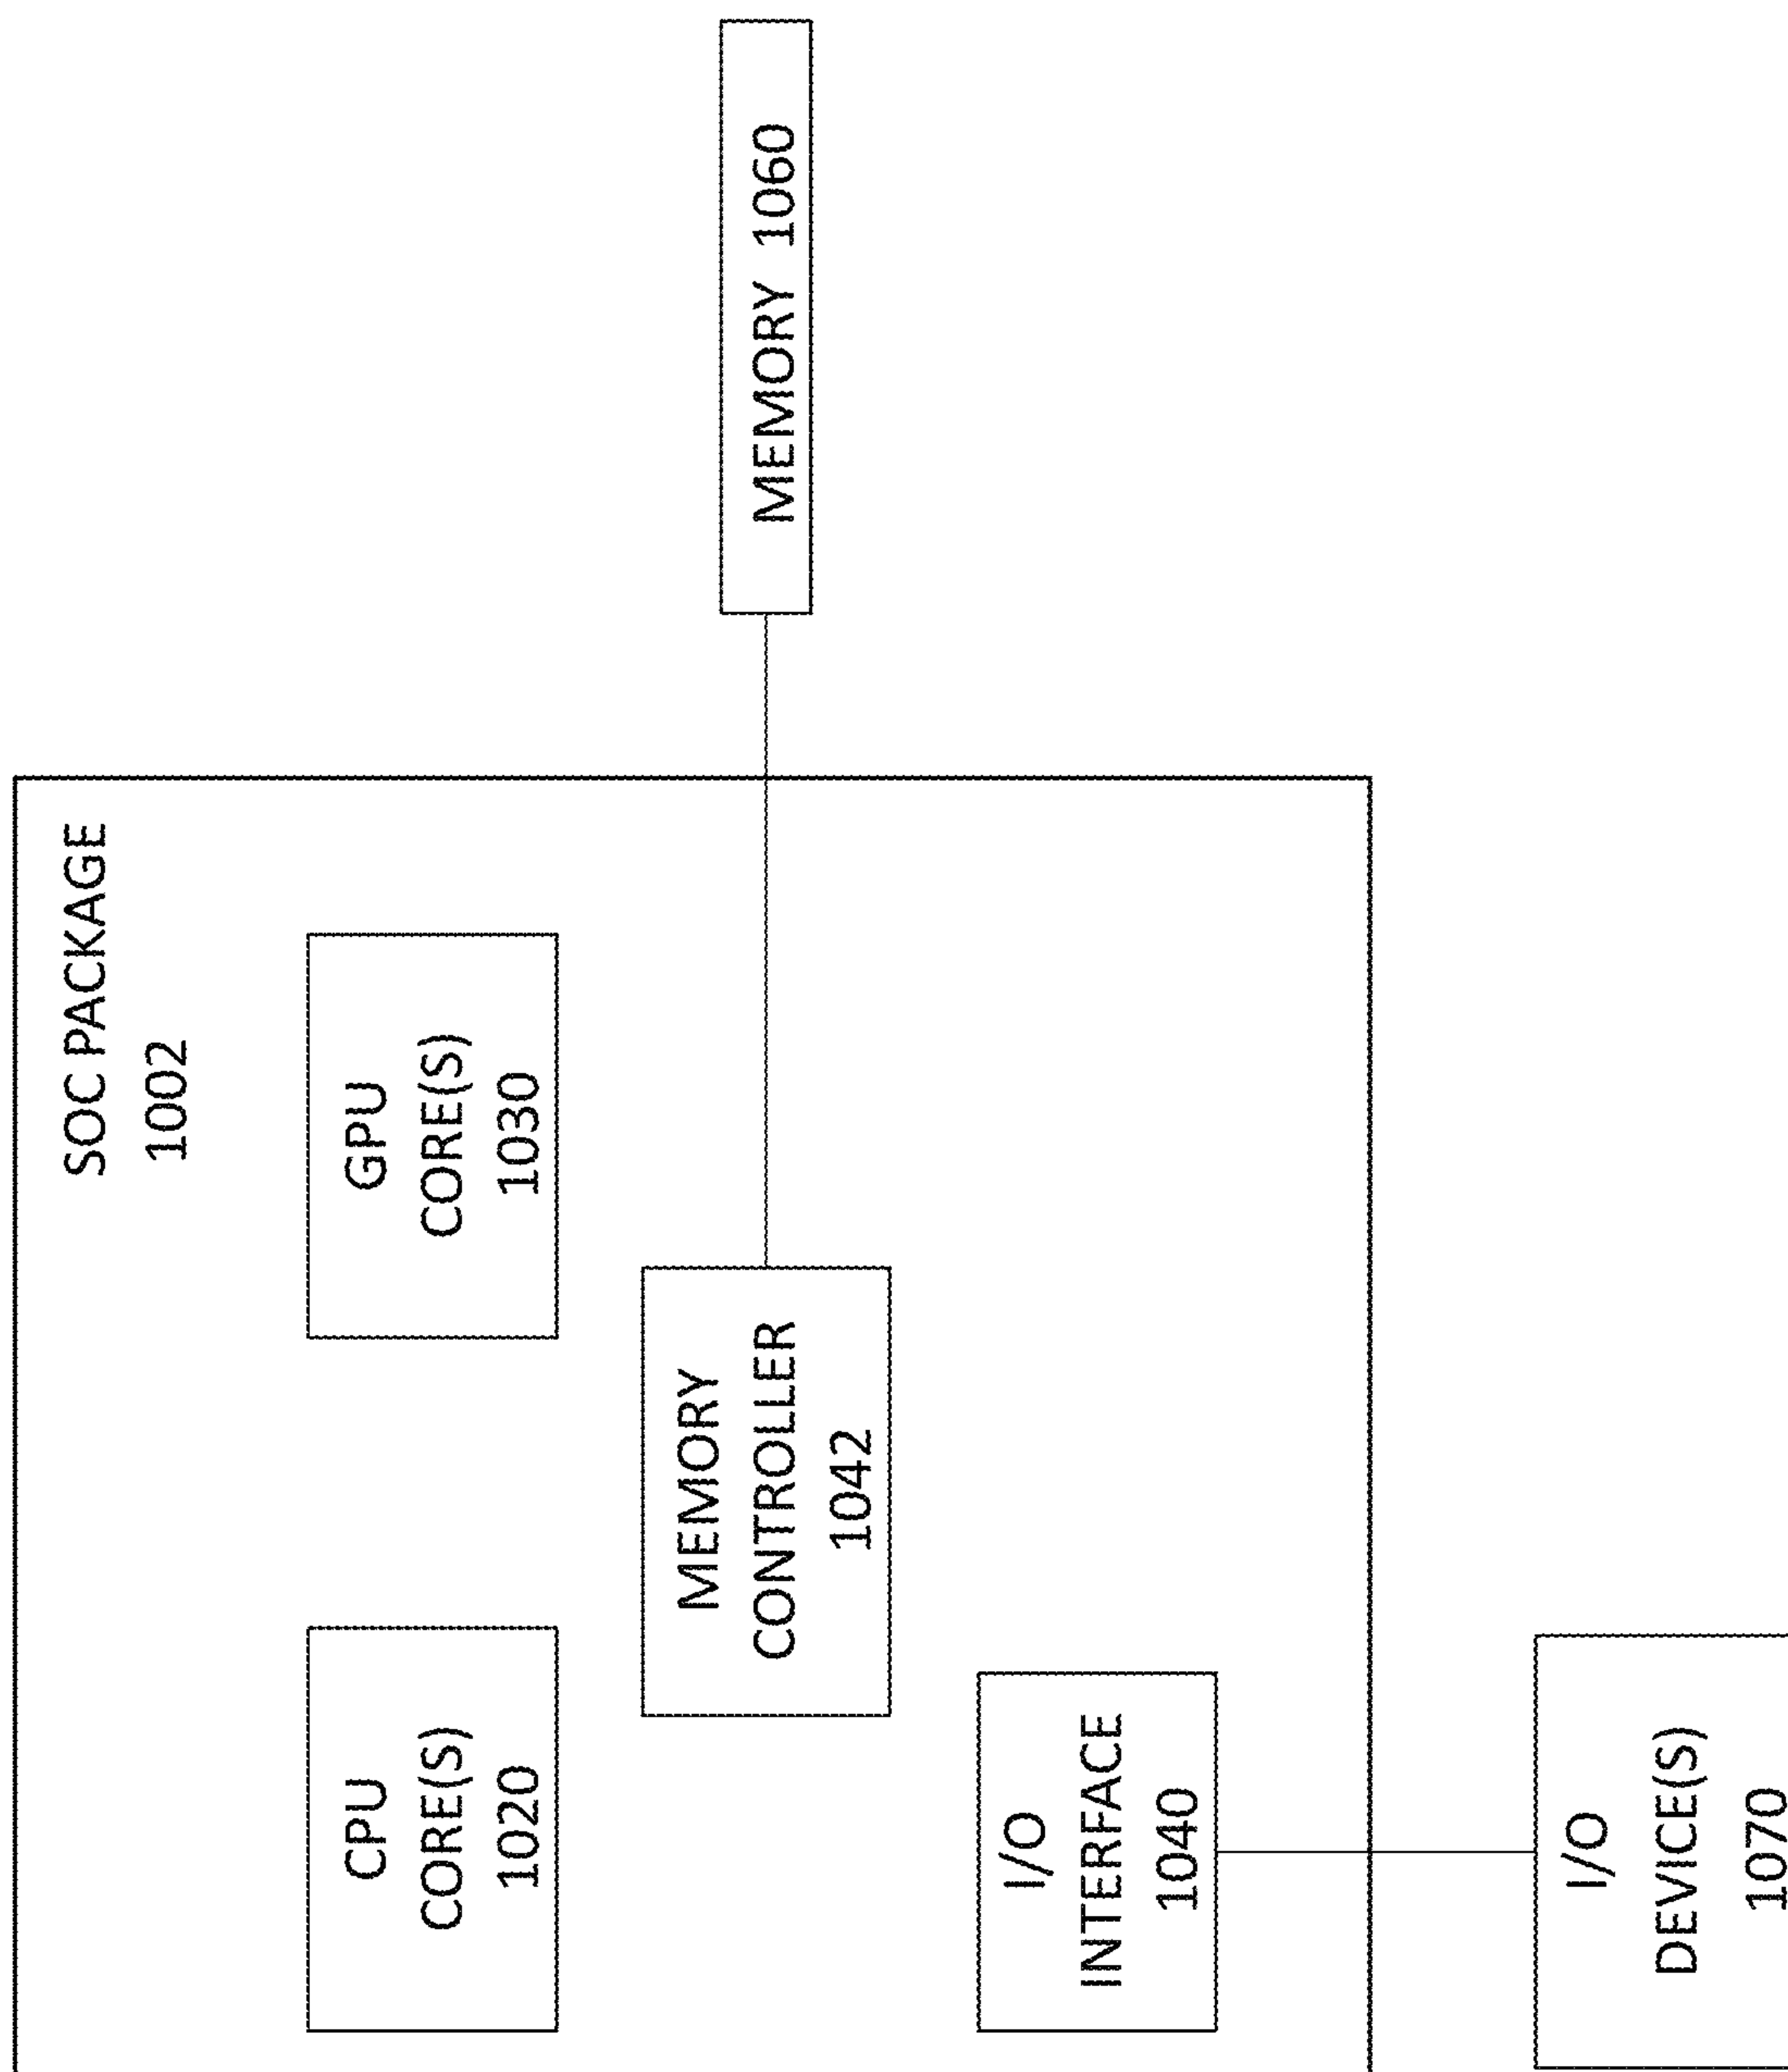 SOC PACKAGE
1002
CPU
CORE(S)
1020
GPU
CORE(S)
1030
MEMORY
CONTROLLER
1042
MEMORY 1060
I/O
INTERFACE
1040
I/O
DEVICE(S)
1070